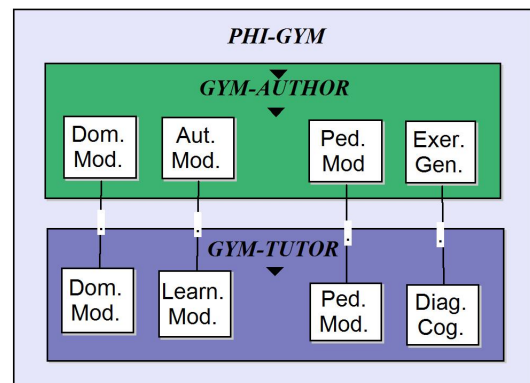 PHI-GYM
GYM-AUTHOR
Dom.
Mod.
Aut.
Mod.
Ped.
Mod
Exer.
Gen.
GYM-TUTOR
Dom.
Mod.
Learn.
Mod.
Ped.
Mod.
Diag.
Cog.